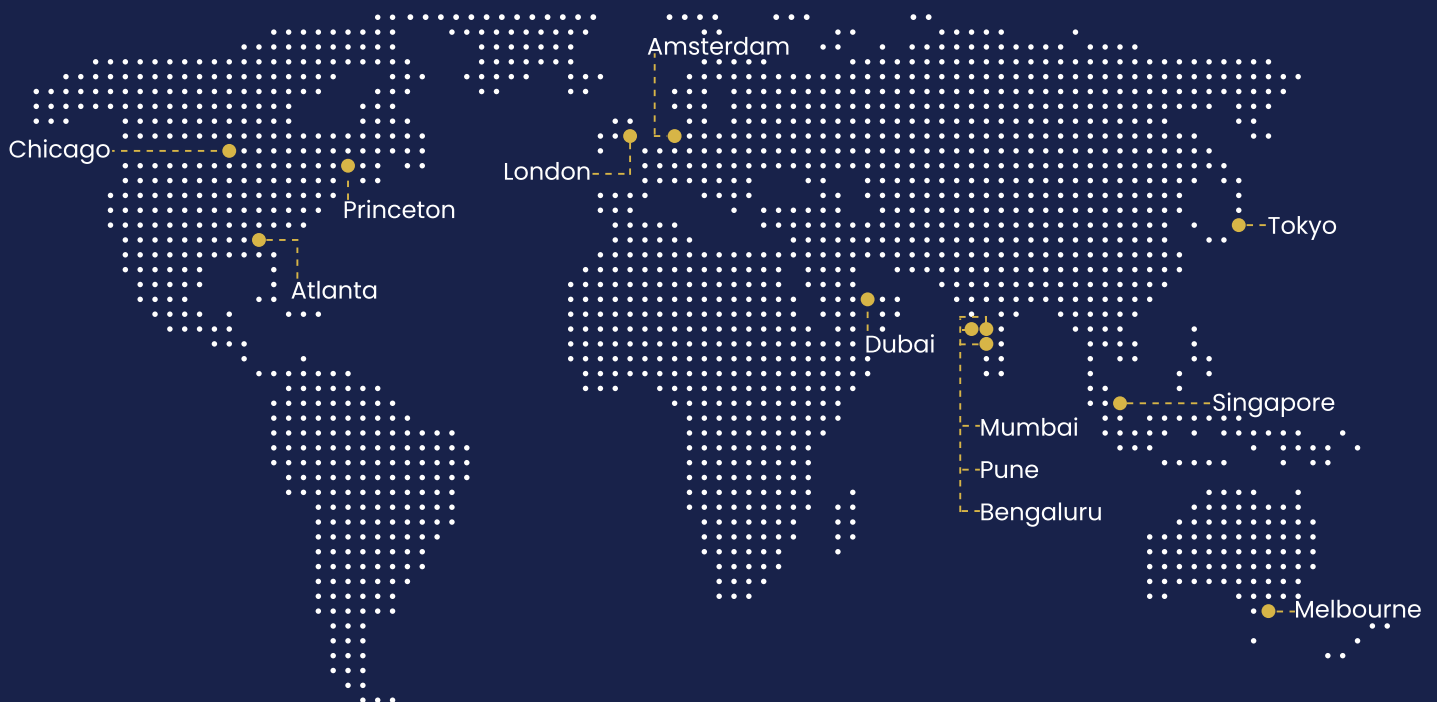 Amsterdam
Chicago
London
Princeton
Tokyo
Atlanta
Dubai
Singapore
Mumbai
Pune
Bengaluru
Melbourne